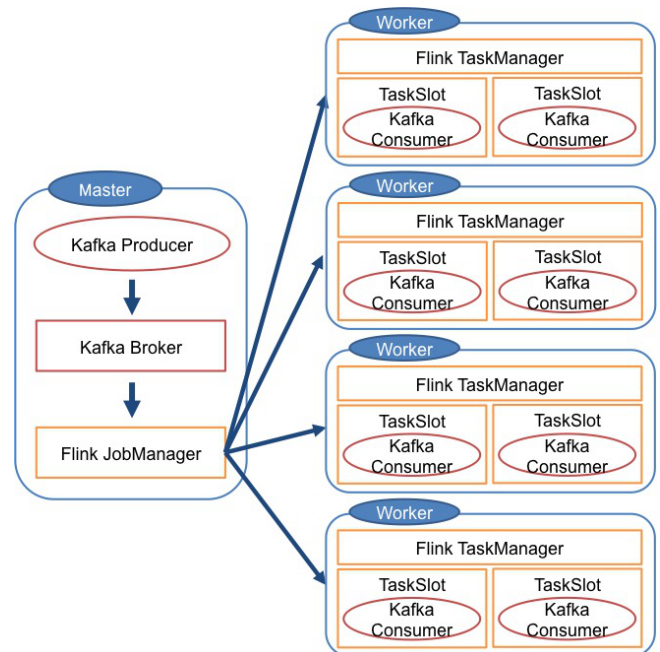 Master
Kafka Producer
Kafka Broker
Flink JobManager
Worker
Flink TaskManager
TaskSlot
Kafka
Consumer
TaskSlot
Kafka
Consumer
Worker
Flink TaskManager
TaskSlot
Kafka
Consumer
TaskSlot
Kafka
Consumer
Worker
Flink TaskManager
TaskSlot
Kafka
Consumer
TaskSlot
Kafka
Consumer
Worker
Flink TaskManager
TaskSlot
Kafka
Consumer
TaskSlot
Kafka
Consumer